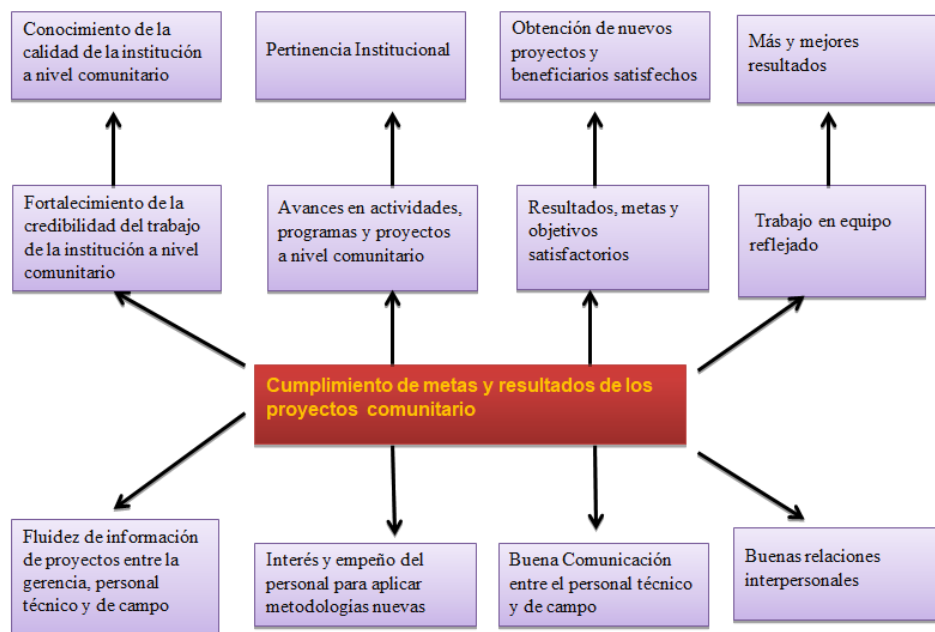 Conocimiento de la
calidad de la institución
a nivel comunitario
Pertinencia Institucional
Obtención de nuevos
proyectos y
beneficiarios satisfechos
Más y mejores
resultados
Fortalecimiento de la
credibilidad del trabajo
de la institución a nivel
comunitario
Avances en actividades,
programas y proyectos
a nivel comunitario
Resultados, metas y
objetivos
satisfactorios
Trabajo en equipo
reflejado
Cumplimiento de metas y resultados de los
proyectos comunitario
Fluidez de información
de proyectos entre la
gerencia, personal
técnico y de campo
Interés y empeño del
personal para aplicar
metodologías nuevas
Buena Comunicación
entre el personal técnico
y de campo
Buenas relaciones
interpersonales